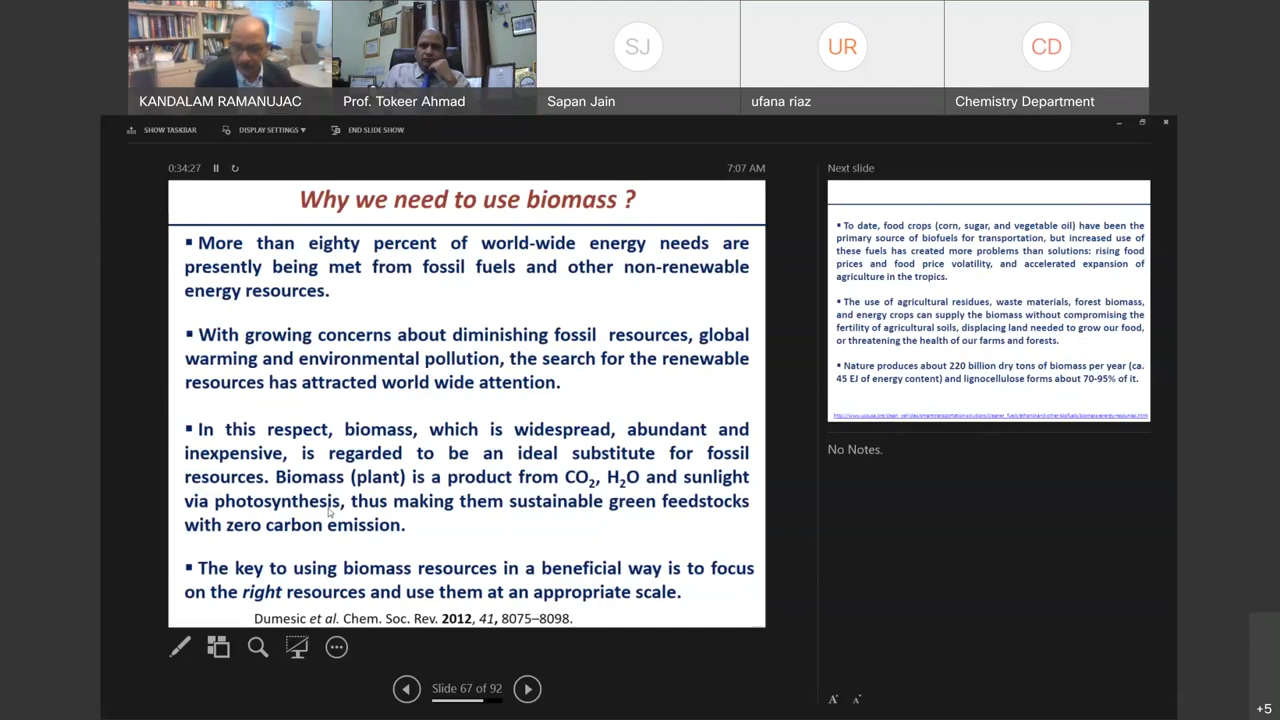 SJ
UR
CD
KANDALAM RAMANUJAC
Prof. Tokeer Ahmad
Sapan Jain
ufana riaz
Chemistry Department
SHOW TASKBAR
DISPLAY SETTINGS ▾
END SLIDE SHOW
0:34:27
7:07 AM
Why we need to use biomass ?
▪ More than eighty percent of world-wide energy needs are
presently being met from fossil fuels and other non-renewable
energy resources.
▪ With growing concerns about diminishing fossil resources, global
warming and environmental pollution, the search for the renewable
resources has attracted world wide attention.
▪ In this respect, biomass, which is widespread, abundant and
inexpensive, is regarded to be an ideal substitute for fossil
resources. Biomass (plant) is a product from CO₂, H₂O and sunlight
via photosynthesis, thus making them sustainable green feedstocks
with zero carbon emission.
▪ The key to using biomass resources in a beneficial way is to focus
on the right resources and use them at an appropriate scale.
Dumesic et al. Chem. Soc. Rev. 2012, 41, 8075–8098.
Slide 67 of 92
Next slide
▪ To date, food crops (corn, sugar, and vegetable oil) have been the
primary source of biofuels for transportation, but increased use of
these fuels has created more problems than solutions: rising food
prices and food price volatility, and accelerated expansion of
agriculture in the tropics.
▪ The use of agricultural residues, waste materials, forest biomass,
and energy crops can supply the biomass without compromising the
fertility of agricultural soils, displacing land needed to grow our food,
or threatening the health of our farms and forests.
▪ Nature produces about 220 billion dry tons of biomass per year (ca.
45 EJ of energy content) and lignocellulose forms about 70-95% of it.
No Notes.
A A
+5